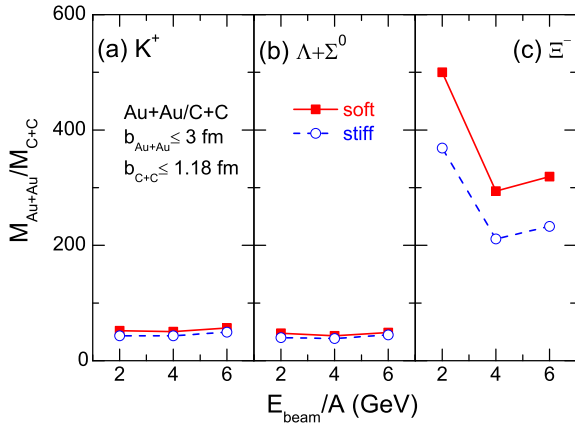 600
400
200
0
M_Au+Au/M_C+C
(a) K⁺
Au+Au/C+C
b_Au+Au ≤ 3 fm
b_C+C ≤ 1.18 fm
(b) Λ+Σ⁰
soft
stiff
(c) Ξ⁻
2 4 6 2 4 6 2 4 6
E_beam/A (GeV)